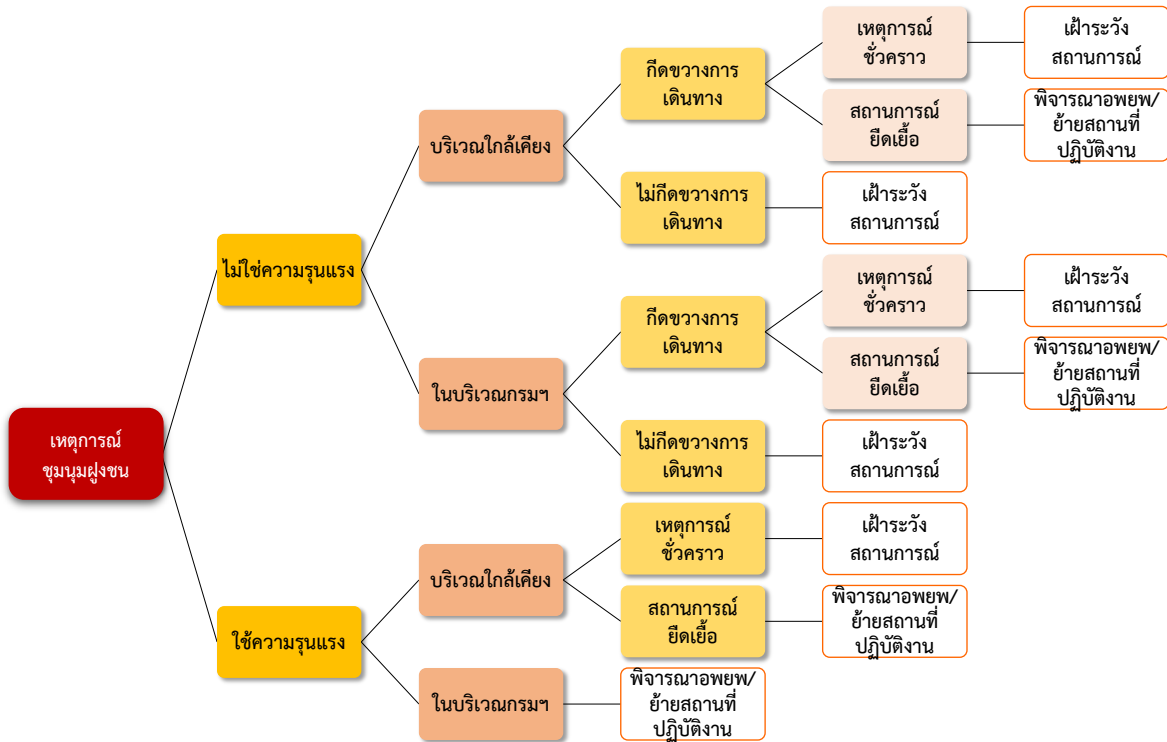 เหตุการณ์
ชุมนุมฝูงชน
ไม่ใช่ความรุนแรง
บริเวณใกล้เคียง
กีดขวางการ
เดินทาง
เหตุการณ์
ชั่วคราว
เฝ้าระวัง
สถานการณ์
สถานการณ์
ยืดเยื้อ
พิจารณาอพยพ/
ย้ายสถานที่
ปฏิบัติงาน
ไม่กีดขวางการ
เดินทาง
เฝ้าระวัง
สถานการณ์
ในบริเวณกรมฯ
กีดขวางการ
เดินทาง
เหตุการณ์
ชั่วคราว
เฝ้าระวัง
สถานการณ์
สถานการณ์
ยืดเยื้อ
พิจารณาอพยพ/
ย้ายสถานที่
ปฏิบัติงาน
ไม่กีดขวางการ
เดินทาง
เฝ้าระวัง
สถานการณ์
ใช้ความรุนแรง
บริเวณใกล้เคียง
เหตุการณ์
ชั่วคราว
เฝ้าระวัง
สถานการณ์
สถานการณ์
ยืดเยื้อ
พิจารณาอพยพ/
ย้ายสถานที่
ปฏิบัติงาน
ในบริเวณกรมฯ
พิจารณาอพยพ/
ย้ายสถานที่
ปฏิบัติงาน